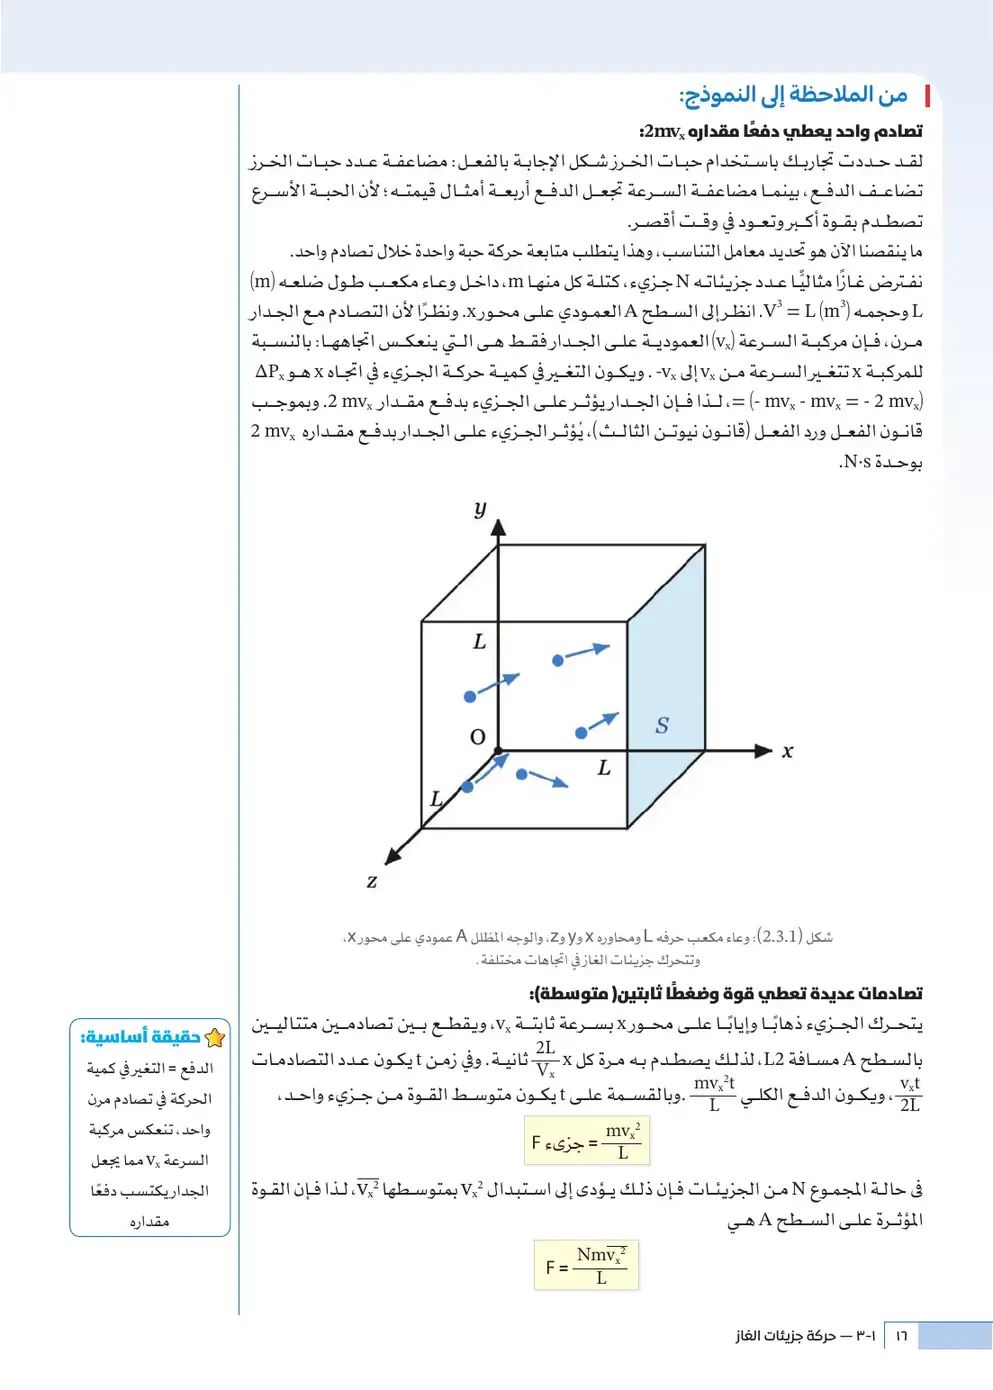 من الملاحظة إلى النموذج:
تصادم واحد يعطي دفعًا مقداره 2mvₓ:
لقد حددت تجاربك باستخدام حبات الخرز شكل الإجابة بالفعل: مضاعفة عدد حبات الخرز
تضاعف الدفع، بينما مضاعفة السرعة تجعل الدفع أربعة أمثال قيمته؛ لأن الحبة الأسرع
تصطدم بقوة أكبر وتعود في وقت أقصر.
ما ينقصنا الآن هو تحديد معامل التناسب، وهذا يتطلب متابعة حركة حبة واحدة خلال تصادم واحد.
نفترض غازًا مثاليًّا عدد جزيئاته N جزيء، كتلة كل منها m، داخل وعاء مكعب طول ضلعه (m)
L وحجمه V³ = L (m³). انظر إلى السطح A العمودي على محور x. ونظرًا لأن التصادم مع الجدار
مرن، فإن مركبة السرعة (vₓ) العمودية على الجدار فقط هى التي ينعكس اتجاهها: بالنسبة
للمركبة x تتغير السرعة من vₓ إلى vₓ- . ويكون التغير في كمية حركة الجزيء في اتجاه x هو ΔPₓ
(- mvₓ - mvₓ = - 2 mvₓ) =، لذا فإن الجدار يؤثر على الجزيء بدفع مقدار 2 mvₓ. وبموجب
قانون الفعل ورد الفعل (قانون نيوتن الثالث)، يُؤثر الجزيء على الجدار بدفع مقداره 2 mvₓ
بوحدة N·s.
y
L
O
S
x
L
L
z
شكل (2.3.1): وعاء مكعب حرفه L ومحاوره x وy وz، والوجه المظلل A عمودي على محور x،
وتتحرك جزيئات الغاز في اتجاهات مختلفة.
تصادمات عديدة تعطي قوة وضغطًا ثابتين( متوسطة):
يتحرك الجزيء ذهابًا وإيابًا على محور x بسرعة ثابتة vₓ، ويقطع بين تصادمين متتاليين
بالسطح A مسافة L2، لذلك يصطدم به مرة كل x 2L/Vₓ ثانية. وفي زمن t يكون عدد التصادمات
vₓt/2L، ويكون الدفع الكلي mvₓ²t/L .وبالقسمة على t يكون متوسط القوة من جزيء واحد،
F جزىء = mvₓ²/L
فى حالة المجموع N من الجزيئات فإن ذلك يؤدى إلى استبدال vₓ² بمتوسطها v̅ₓ²، لذا فإن القوة
المؤثرة على السطح A هي
F = Nmv̅ₓ²/L
حقيقة أساسية:
الدفع = التغير في كمية
الحركة في تصادم مرن
واحد، تنعكس مركبة
السرعة vₓ مما يجعل
الجدار يكتسب دفعًا
مقداره
١٦
٣-١ — حركة جزيئات الغاز